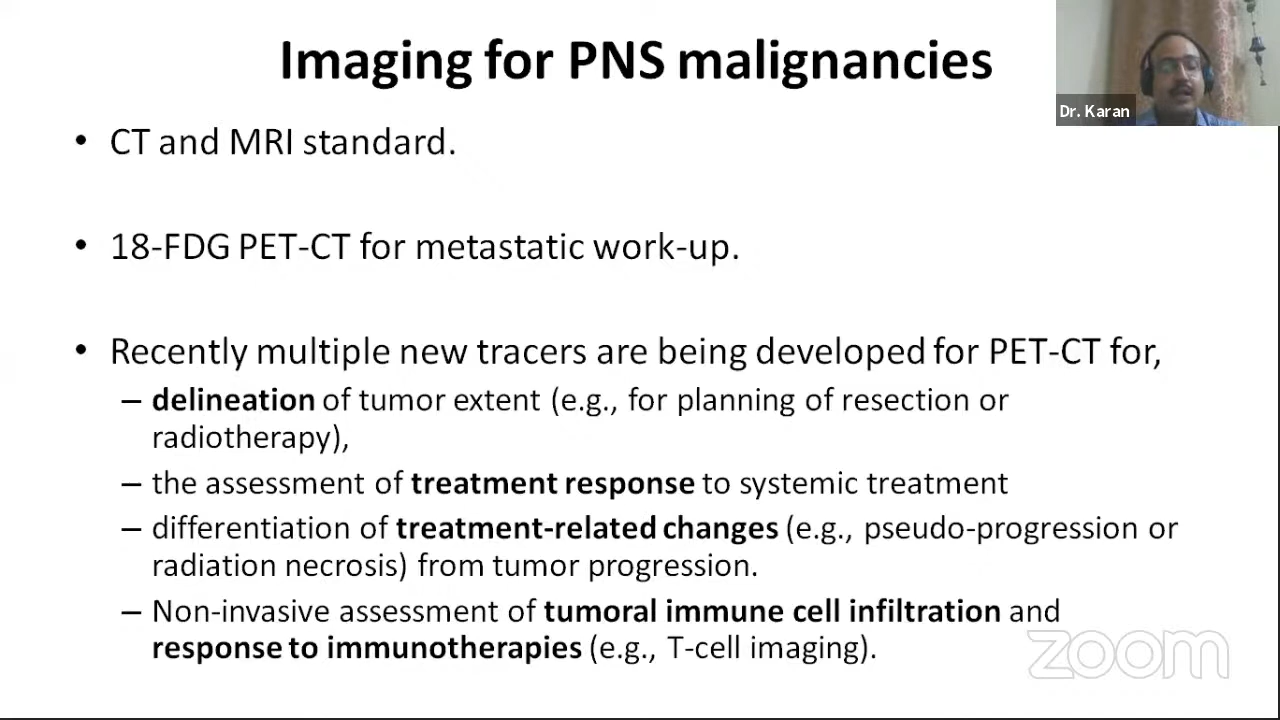 Imaging for PNS malignancies
Dr. Karan
• CT and MRI standard.
• 18-FDG PET-CT for metastatic work-up.
• Recently multiple new tracers are being developed for PET-CT for,
– delineation of tumor extent (e.g., for planning of resection or
radiotherapy),
– the assessment of treatment response to systemic treatment
– differentiation of treatment-related changes (e.g., pseudo-progression or
radiation necrosis) from tumor progression.
– Non-invasive assessment of tumoral immune cell infiltration and
response to immunotherapies (e.g., T-cell imaging).
zoom